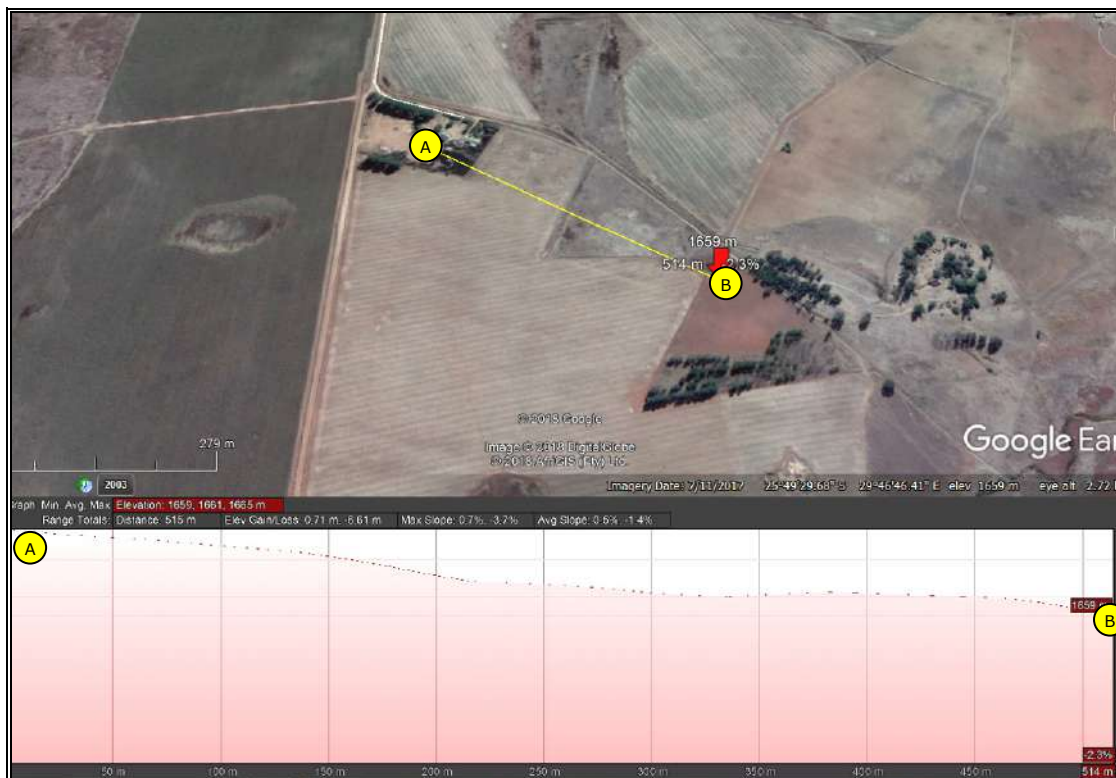 A
1659 m
514 m -2.3%
B
© 2018 Google
279 m
Image © 2018 DigitalGlobe
© 2018 AfriGIS (Pty) Ltd.
Google Ear
2003
Imagery Date: 7/11/2017 25°49'29.68" S 29°46'46.41" E elev 1659 m eye alt 2.72
Graph Min, Avg, Max Elevation: 1659, 1661, 1665 m
Range Totals: Distance: 515 m Elev Gain/Loss: 0.71 m, -6.61 m Max Slope: 0.7%, -3.7% Avg Slope: 0.5%, -1.4%
A
1659 m
B
-2.3%
50 m 100 m 150 m 200 m 250 m 300 m 350 m 400 m 450 m 514 m